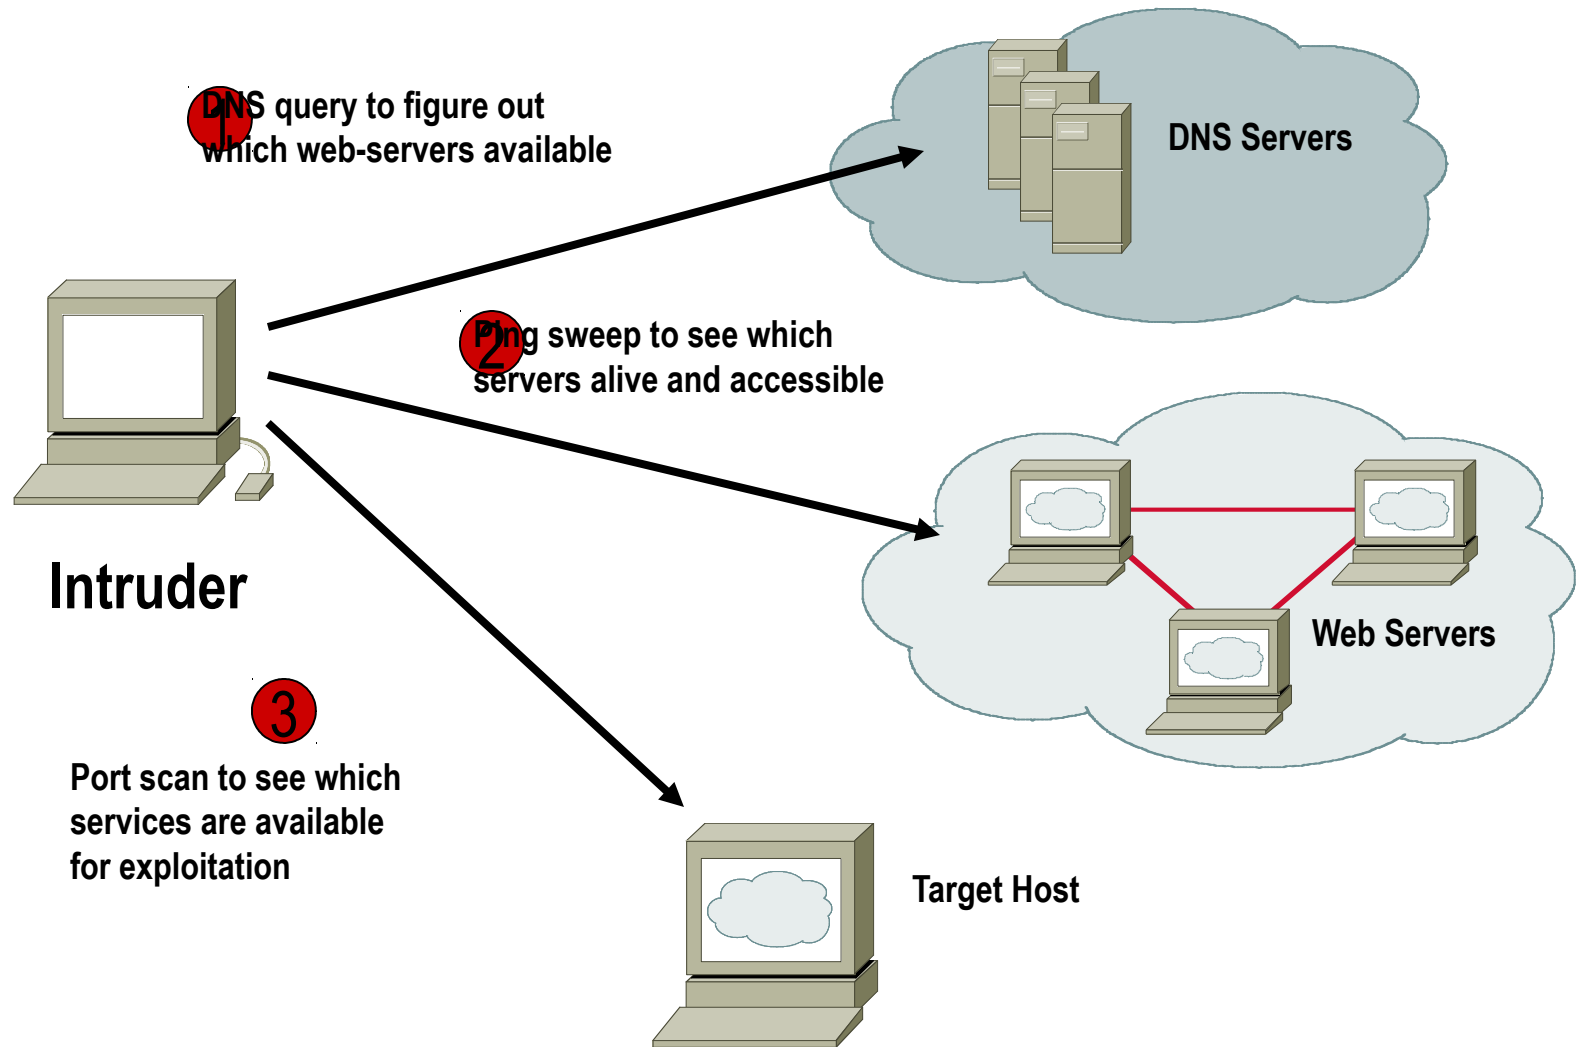 1
DNS query to figure out
which web-servers available
DNS Servers
2
Ping sweep to see which
servers alive and accessible
Intruder
Web Servers
3
Port scan to see which
services are available
for exploitation
Target Host